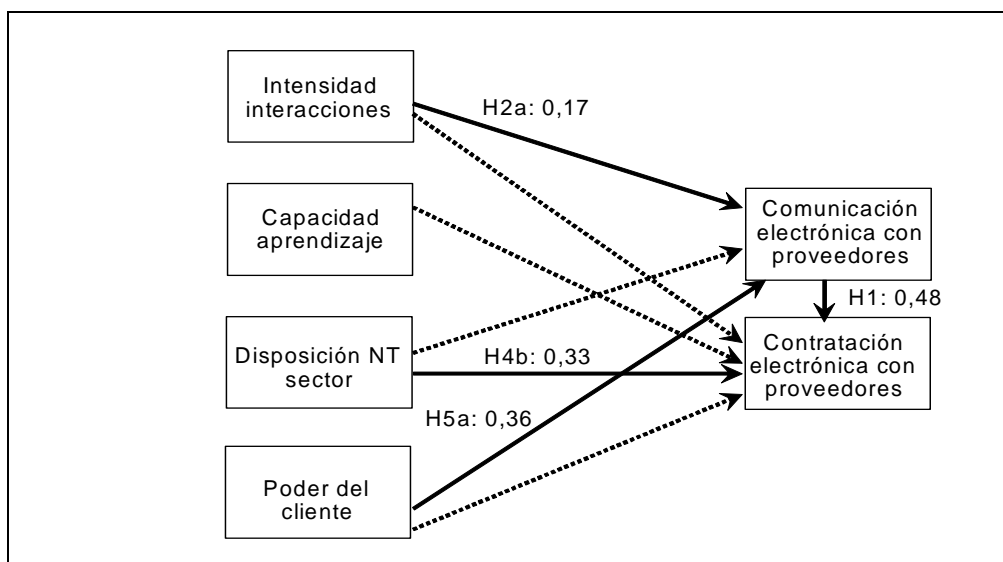 Intensidad
interacciones
H2a: 0,17
Capacidad
aprendizaje
Comunicación
electrónica con
proveedores
H1: 0,48
Disposición NT
sector
H4b: 0,33
Contratación
electrónica con
proveedores
H5a: 0,36
Poder del
cliente